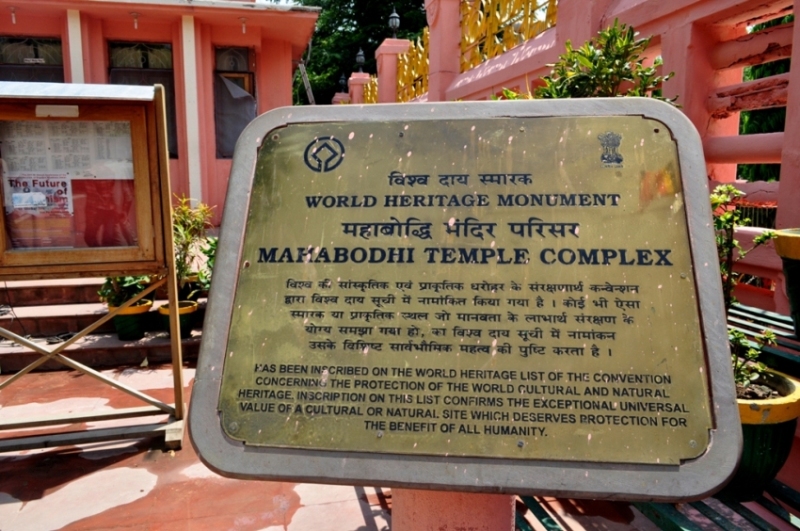 The Future
विश्व दाय स्मारक
WORLD HERITAGE MONUMENT
महाबोद्धि मंदिर परिसर
MAHABODHI TEMPLE COMPLEX
विश्व की सांस्कृतिक एवं प्राकृतिक धरोहर के संरक्षणार्थ कन्वेन्शन
द्वारा विश्व दाय सूची में नामांकित किया गया है । कोई भी ऐसा
स्मारक या प्राकृतिक स्थल जो मानवता के लाभार्थ संरक्षण के
योग्य समझा गया हो, का विश्व दाय सूची में नामांकन
उसके विशिष्ट सार्वभौमिक महत्व की पुष्टि करता है ।
HAS BEEN INSCRIBED ON THE WORLD HERITAGE LIST OF THE CONVENTION
CONCERNING THE PROTECTION OF THE WORLD CULTURAL AND NATURAL
HERITAGE, INSCRIPTION ON THIS LIST CONFIRMS THE EXCEPTIONAL UNIVERSAL
VALUE OF A CULTURAL OR NATURAL SITE WHICH DESERVES PROTECTION FOR
THE BENEFIT OF ALL HUMANITY.